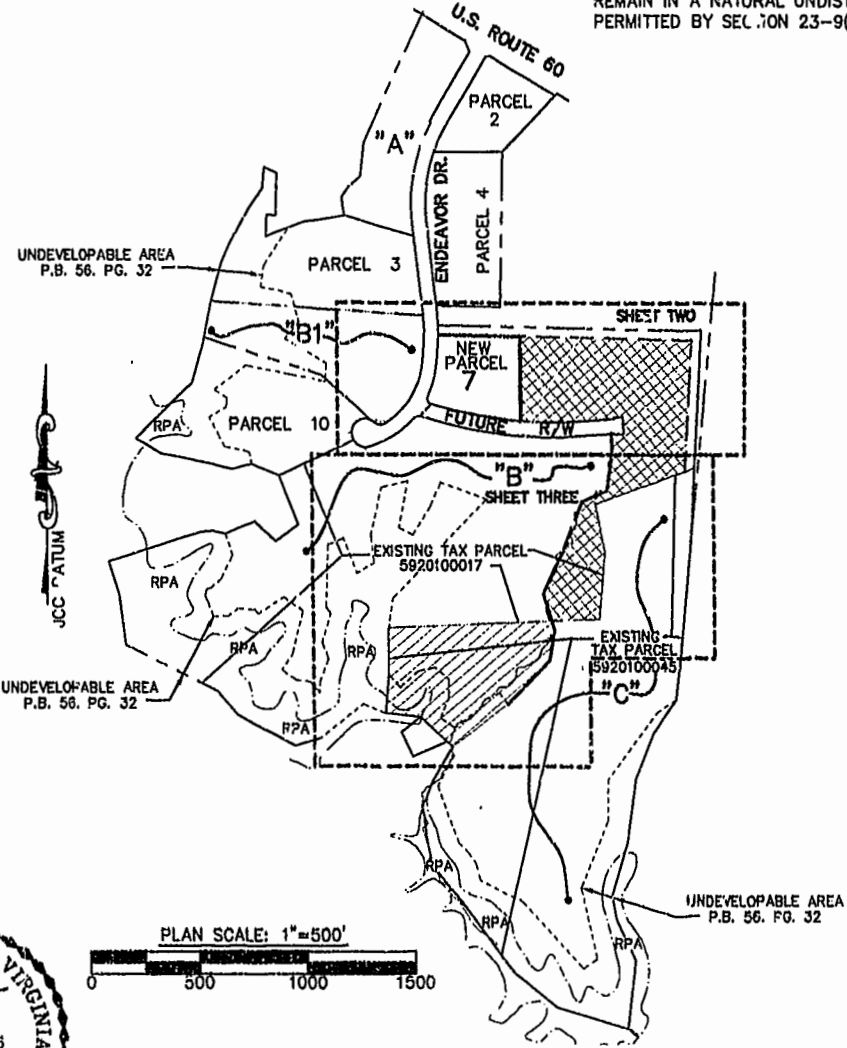 REMAIN IN A NATURAL
PERMITTED BY SECTION 23-9(
U.S. ROUTE 60
PARCEL
2
"A"
ENDEAVOR DR.
PARCEL 4
UNDEVELOPABLE AREA
P.B. 56. PG. 32
PARCEL 3
SHEET TWO
"B1"
NEW
PARCEL
7
RPA
PARCEL 10
FUTURE R/W
"B"
SHEET THREE
JCC DATUM
EXISTING TAX PARCEL
5920100017
RPA
RPA
RPA
EXISTING
TAX PARCEL
5920100045
UNDEVELOPABLE AREA
P.B. 56. PG. 32
"C"
RPA
RPA
UNDEVELOPABLE AREA
P.B. 56. PG. 32
RPA
RPA
PLAN SCALE: 1"=500'
0 500 1000 1500
VIRGINIA